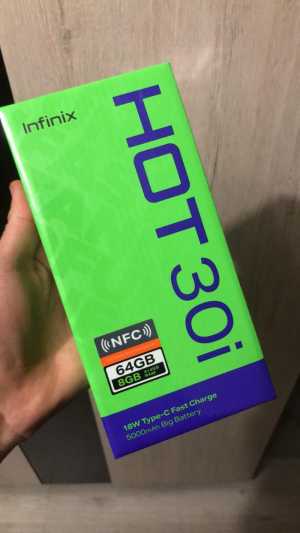 Infinix
HOT 30i
((NFC))
64GB
8GB
18W Type-C Fast Charge
5000mAh Big Battery